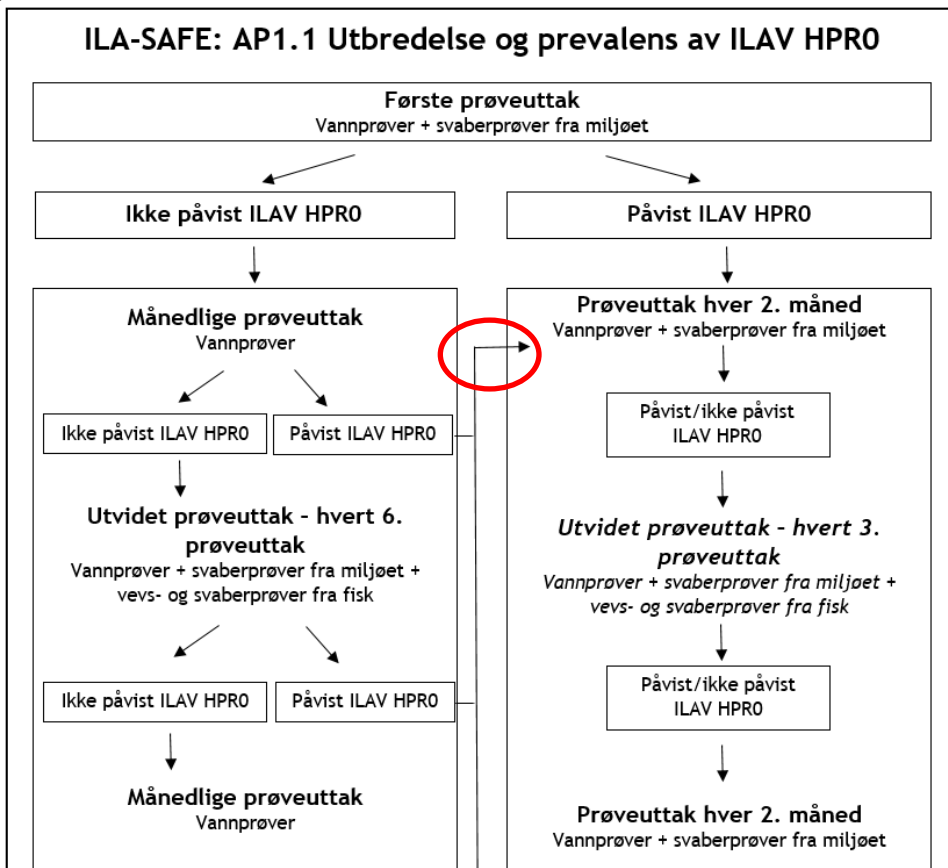 ILA-SAFE: AP1.1 Utbredelse og prevalens av ILAV HPR0
Første prøveuttak
Vannprøver + svaberprøver fra miljøet
Ikke påvist ILAV HPR0
Påvist ILAV HPR0
Månedlige prøveuttak
Vannprøver
Ikke påvist ILAV HPR0
Påvist ILAV HPR0
Utvidet prøveuttak - hvert 6.
prøveuttak
Vannprøver + svaberprøver fra miljøet +
vevs- og svaberprøver fra fisk
Ikke påvist ILAV HPR0
Påvist ILAV HPR0
Månedlige prøveuttak
Vannprøver
Prøveuttak hver 2. måned
Vannprøver + svaberprøver fra miljøet
Påvist/ikke påvist
ILAV HPR0
Utvidet prøveuttak - hvert 3.
prøveuttak
Vannprøver + svaberprøver fra miljøet +
vevs- og svaberprøver fra fisk
Påvist/ikke påvist
ILAV HPR0
Prøveuttak hver 2. måned
Vannprøver + svaberprøver fra miljøet